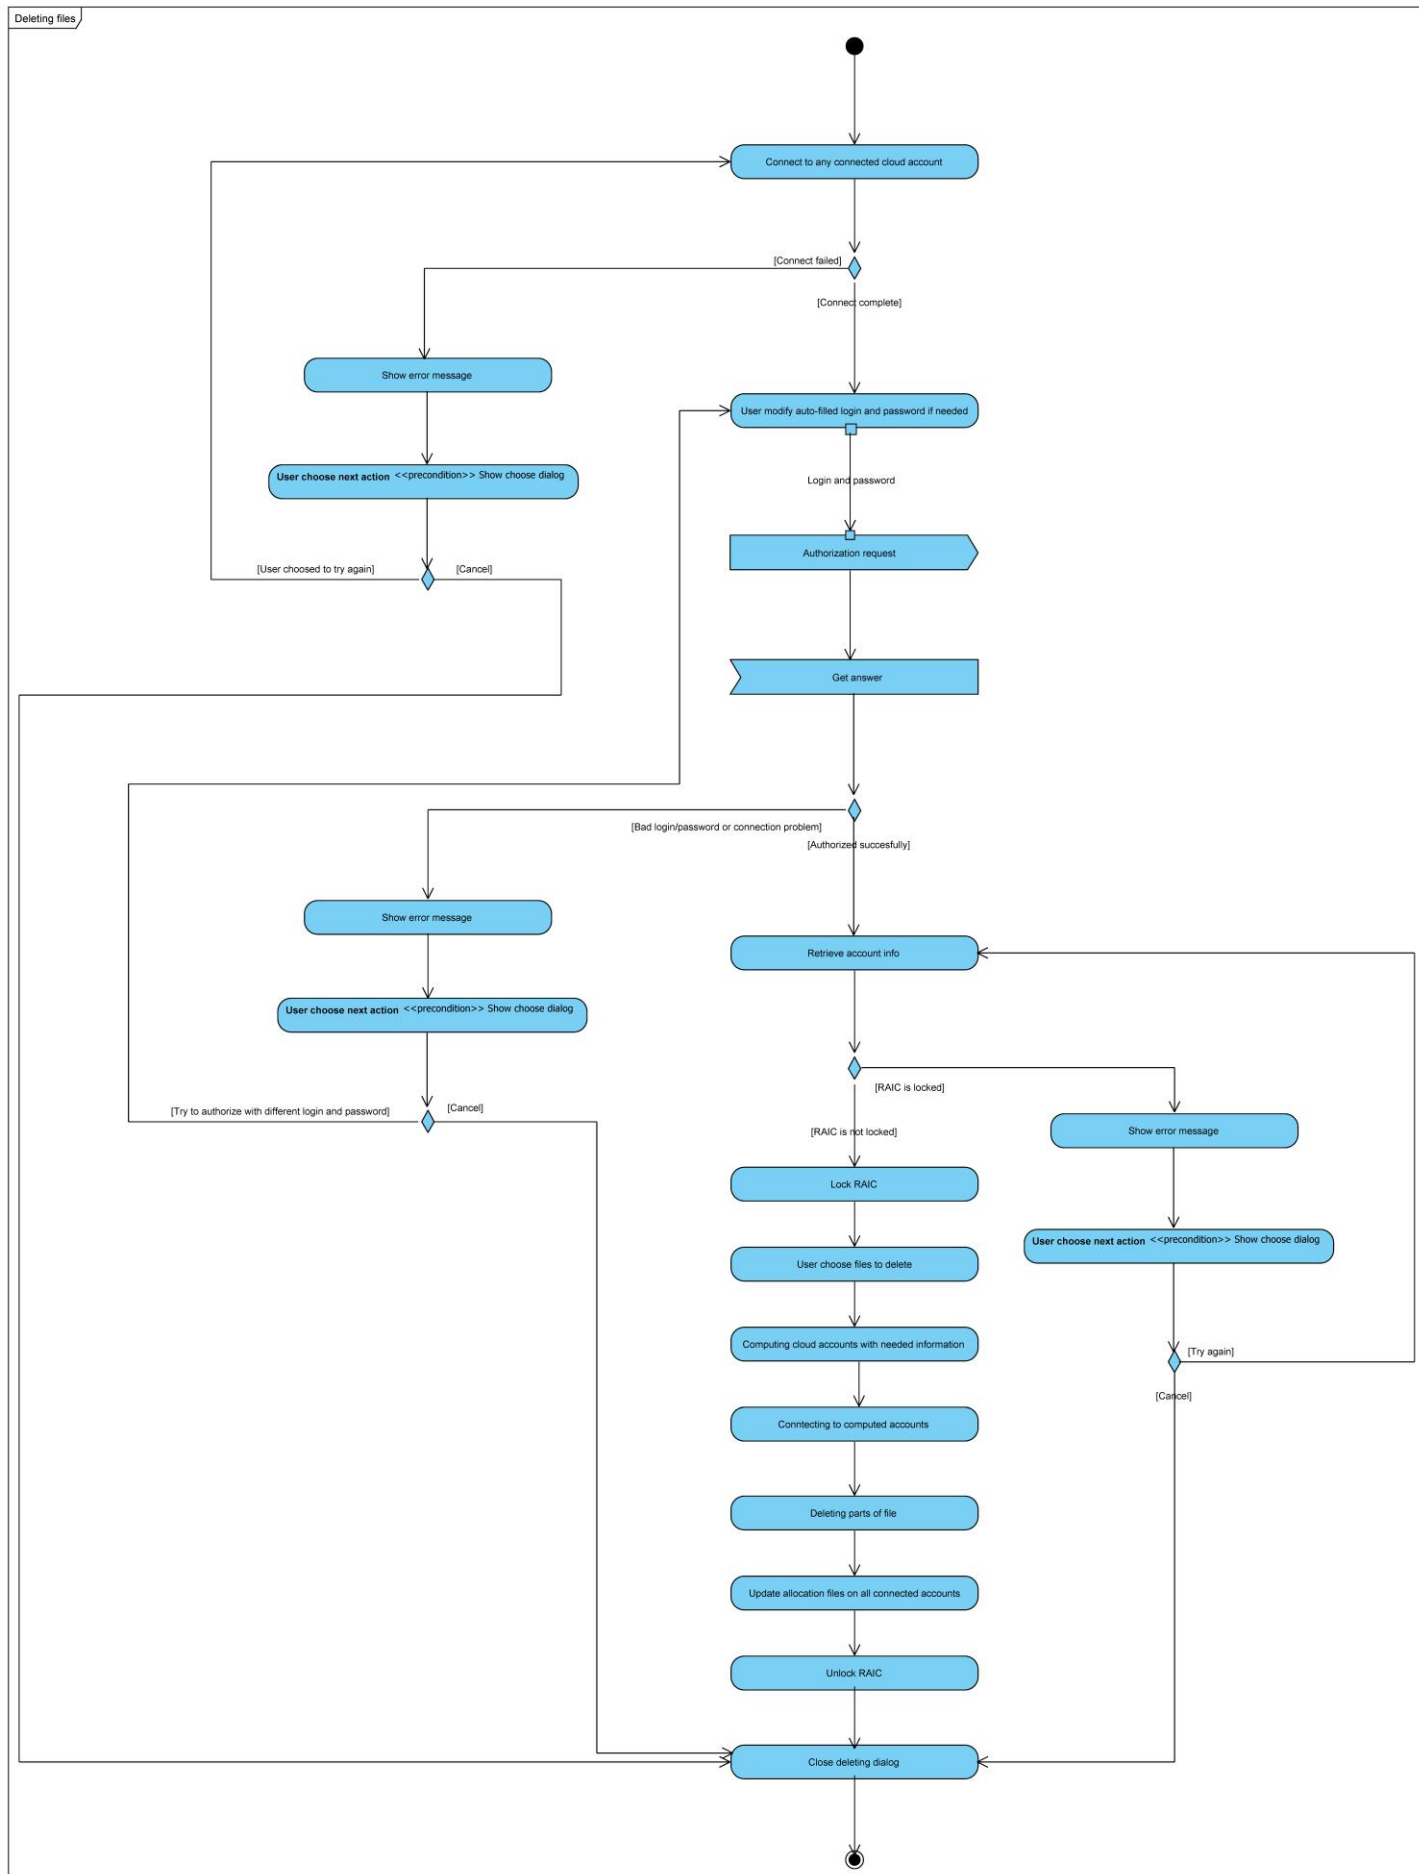 Deleting files
Connect to any connected cloud account
[Connect failed]
[Connect complete]
Show error message
User modify auto-filled login and password if needed
User choose next action <<precondition>> Show choose dialog
Login and password
Authorization request
[User choosed to try again]
[Cancel]
Get answer
[Bad login/password or connection problem]
[Authorized succesfully]
Show error message
Retrieve account info
User choose next action <<precondition>> Show choose dialog
[RAIC is locked]
[Try to authorize with different login and password]
[Cancel]
[RAIC is not locked]
Show error message
Lock RAIC
User choose next action <<precondition>> Show choose dialog
User choose files to delete
Computing cloud accounts with needed information
[Try again]
[Cancel]
Conntecting to computed accounts
Deleting parts of file
Update allocation files on all connected accounts
Unlock RAIC
Close deleting dialog